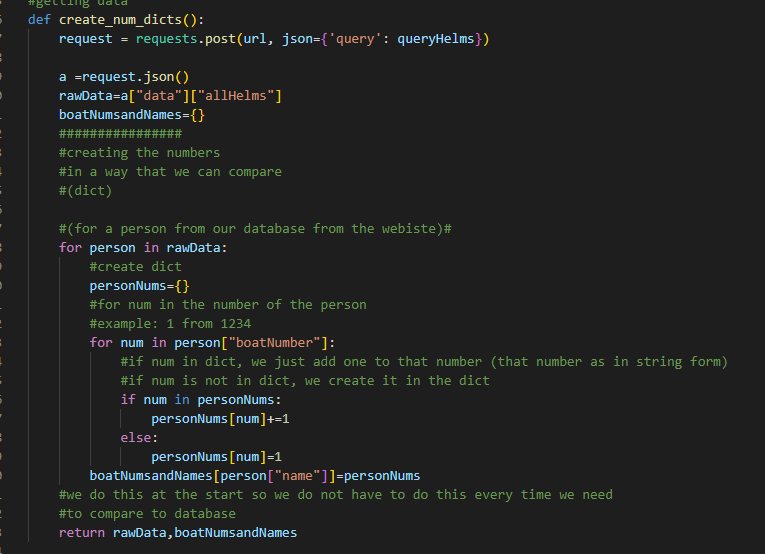 #getting data
def create_num_dicts():
    request = requests.post(url, json={'query': queryHelms})

    a =request.json()
    rawData=a["data"]["allHelms"]
    boatNumsandNames={}
    ################
    #creating the numbers
    #in a way that we can compare
    #(dict)

    #(for a person from our database from the webiste)#
    for person in rawData:
        #create dict
        personNums={}
        #for num in the number of the person
        #example: 1 from 1234
        for num in person["boatNumber"]:
            #if num in dict, we just add one to that number (that number as in string form)
            #if num is not in dict, we create it in the dict
            if num in personNums:
                personNums[num]+=1
            else:
                personNums[num]=1
        boatNumsandNames[person["name"]]=personNums
    #we do this at the start so we do not have to do this every time we need
    #to compare to database
    return rawData,boatNumsandNames